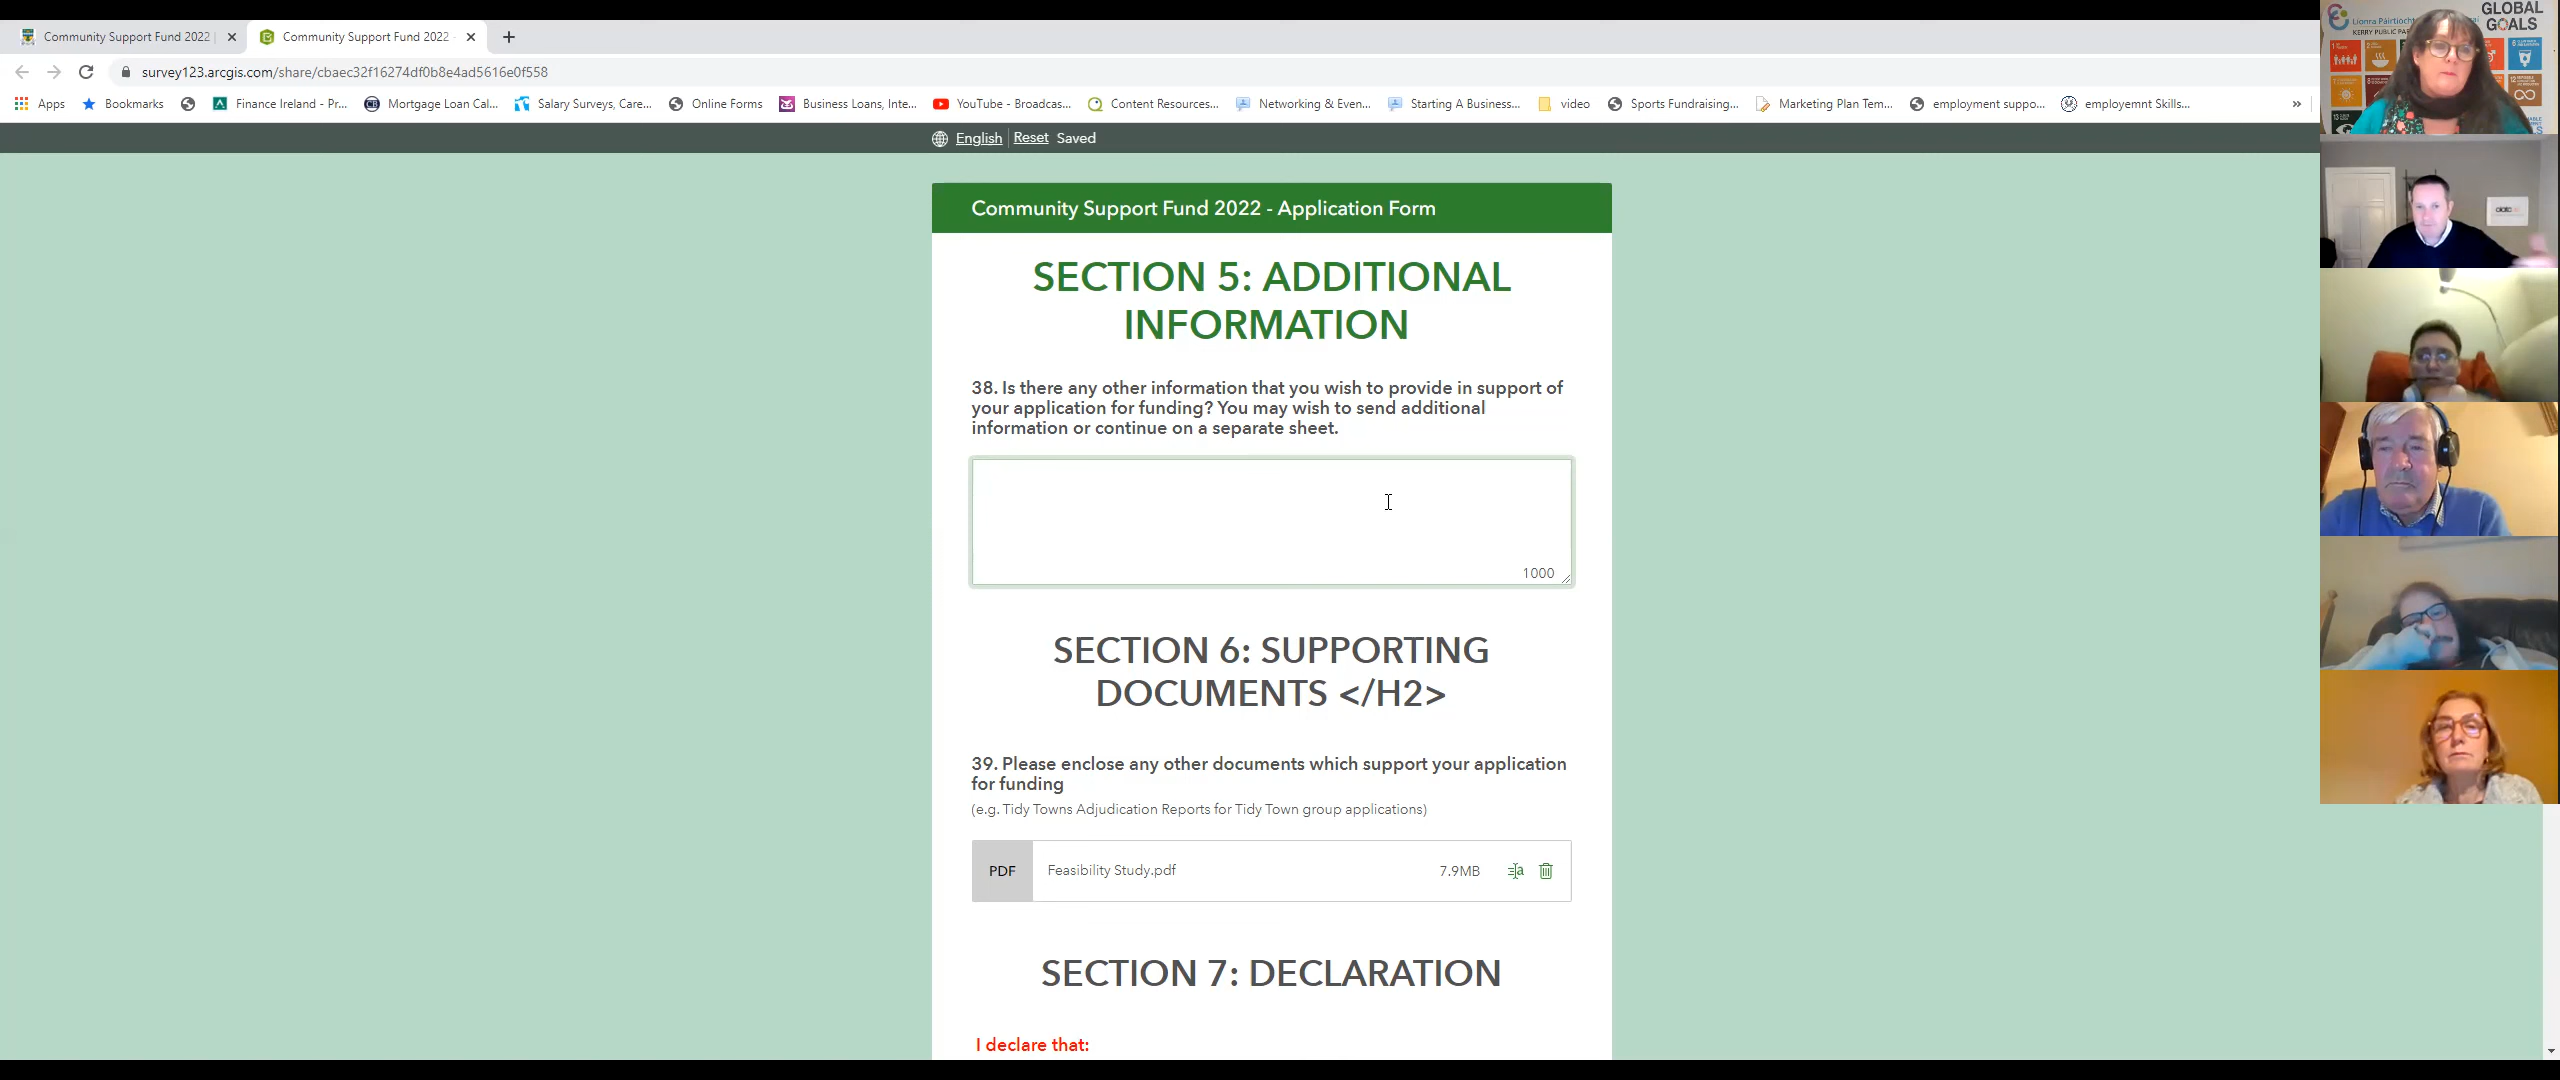 Community Support Fund 2022 |
Community Support Fund 2022 -
survey123.arcgis.com/share/cbaec32f16274df0b8e4ad5616e0f558
Apps Bookmarks Finance Ireland - Pr... Mortgage Loan Cal... Salary Surveys, Care... Online Forms Business Loans, Inte... YouTube - Broadcas... Content Resources... Networking & Even... Starting A Business... video Sports Fundraising... Marketing Plan Tem... employment suppo... employemnt Skills... »
English Reset Saved
Community Support Fund 2022 - Application Form
SECTION 5: ADDITIONAL
INFORMATION
38. Is there any other information that you wish to provide in support of
your application for funding? You may wish to send additional
information or continue on a separate sheet.
1000
SECTION 6: SUPPORTING
DOCUMENTS </H2>
39. Please enclose any other documents which support your application
for funding
(e.g. Tidy Towns Adjudication Reports for Tidy Town group applications)
PDF Feasibility Study.pdf 7.9MB
SECTION 7: DECLARATION
I declare that:
GLOBAL
GOALS
Líonra
KERRY PUBLIC